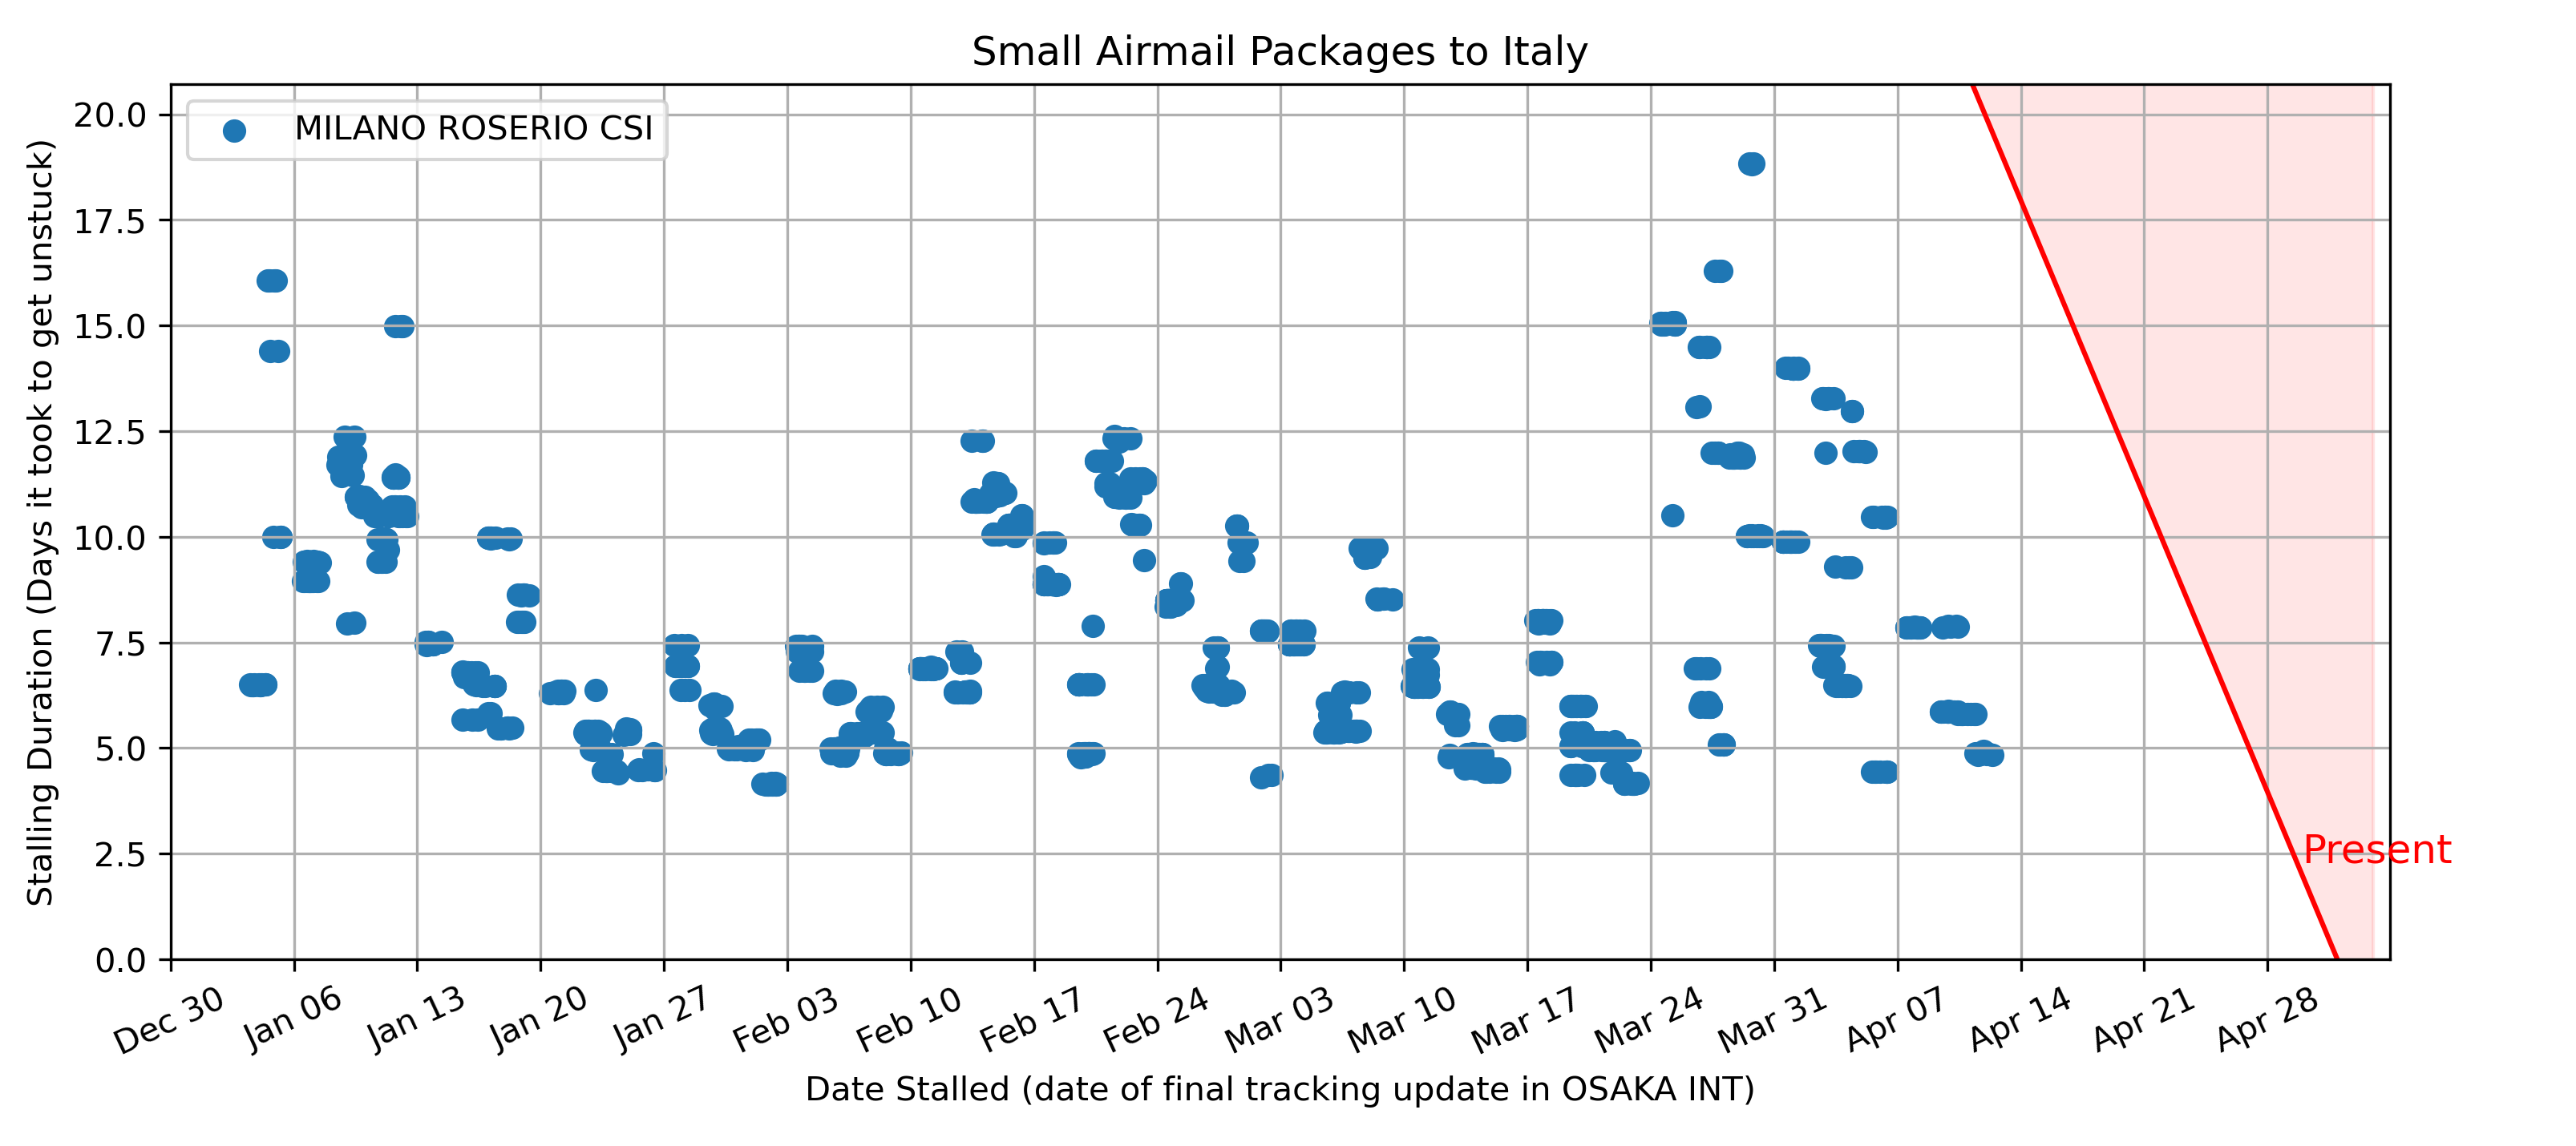 Small Airmail Packages to Italy
MILANO ROSERIO CSI
Stalling Duration (Days it took to get unstuck)
20.0
17.5
15.0
12.5
10.0
7.5
5.0
2.5
0.0
Present
Dec 30
Jan 06
Jan 13
Jan 20
Jan 27
Feb 03
Feb 10
Feb 17
Feb 24
Mar 03
Mar 10
Mar 17
Mar 24
Mar 31
Apr 07
Apr 14
Apr 21
Apr 28
Date Stalled (date of final tracking update in OSAKA INT)